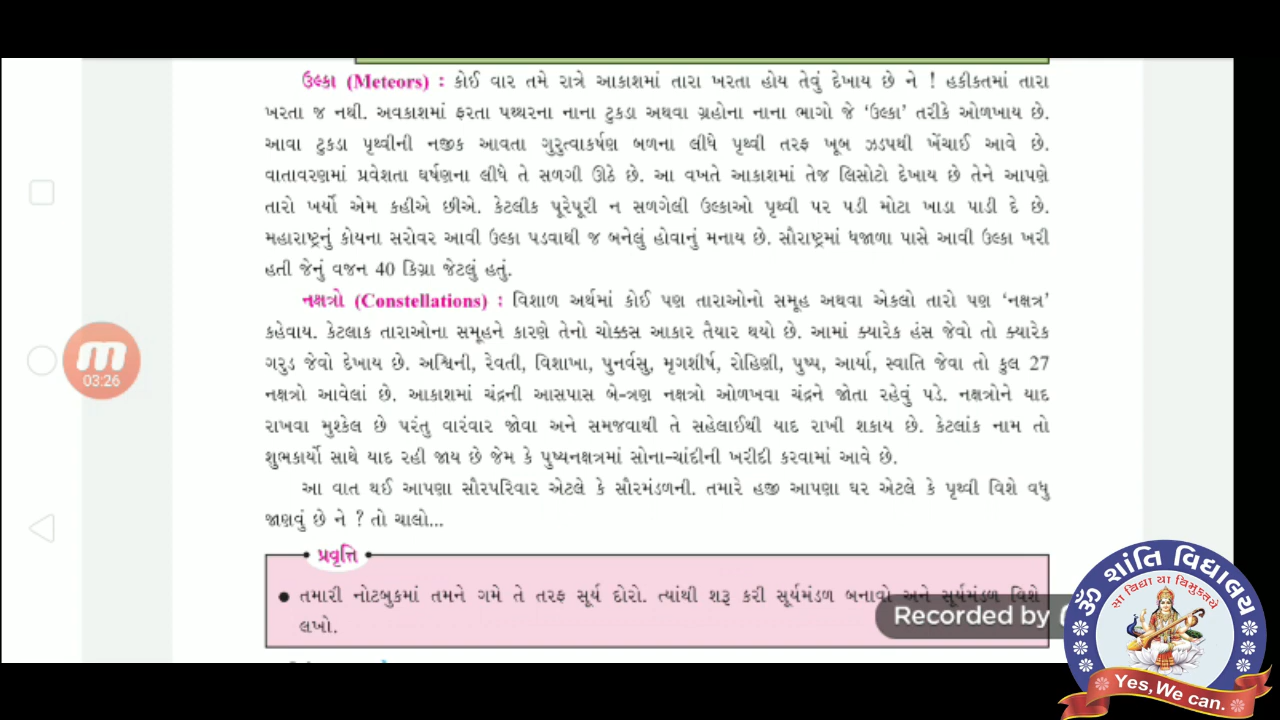 ઉલ્કા (Meteors) : કોઈ વાર તમે રાત્રે આકાશમાં તારા ખરતા હોય તેવું દેખાય છે ને ! હકીકતમાં તારા
ખરતા જ નથી. અવકાશમાં ફરતા પથ્થરના નાના ટુકડા અથવા ગ્રહોના નાના ભાગો જે ‘ઉલ્કા’ તરીકે ઓળખાય છે.
આવા ટુકડા પૃથ્વીની નજીક આવતા ગુરુત્વાકર્ષણ બળના લીધે પૃથ્વી તરફ ખૂબ ઝડપથી ખેંચાઈ આવે છે.
વાતાવરણમાં પ્રવેશતા ઘર્ષણના લીધે તે સળગી ઊઠે છે. આ વખતે આકાશમાં તેજ લિસોટો દેખાય છે તેને આપણે
તારો ખર્યો એમ કહીએ છીએ. કેટલીક પૂરેપૂરી ન સળગેલી ઉલ્કાઓ પૃથ્વી પર પડી મોટા ખાડા પાડી દે છે.
મહારાષ્ટ્રનું કોયના સરોવર આવી ઉલ્કા પડવાથી જ બનેલું હોવાનું મનાય છે. સૌરાષ્ટ્રમાં ધજાળા પાસે આવી ઉલ્કા ખરી
હતી જેનું વજન 40 કિગ્રા જેટલું હતું.
નક્ષત્રો (Constellations) : વિશાળ અર્થમાં કોઈ પણ તારાઓનો સમૂહ અથવા એકલો તારો પણ ‘નક્ષત્ર’
કહેવાય. કેટલાક તારાઓના સમૂહને કારણે તેનો ચોક્કસ આકાર તૈયાર થયો છે. આમાં ક્યારેક હંસ જેવો તો ક્યારેક
ગરુડ જેવો દેખાય છે. અશ્વિની, રેવતી, વિશાખા, પુનર્વસુ, મૃગશીર્ષ, રોહિણી, પુષ્ય, આર્યા, સ્વાતિ જેવા તો કુલ 27
નક્ષત્રો આવેલાં છે. આકાશમાં ચંદ્રની આસપાસ બે-ત્રણ નક્ષત્રો ઓળખવા ચંદ્રને જોતા રહેવું પડે. નક્ષત્રોને યાદ
રાખવા મુશ્કેલ છે પરંતુ વારંવાર જોવા અને સમજવાથી તે સહેલાઈથી યાદ રાખી શકાય છે. કેટલાંક નામ તો
શુભકાર્યો સાથે યાદ રહી જાય છે જેમ કે પુષ્યનક્ષત્રમાં સોના-ચાંદીની ખરીદી કરવામાં આવે છે.
આ વાત થઈ આપણા સૌરપરિવાર એટલે કે સૌરમંડળની. તમારે હજી આપણા ઘર એટલે કે પૃથ્વી વિશે વધુ
જાણવું છે ને ? તો ચાલો...
પ્રવૃત્તિ
● તમારી નોટબુકમાં તમને ગમે તે તરફ સૂર્ય દોરો. ત્યાંથી શરૂ કરી સૂર્યમંડળ બનાવો અને સૂર્યમંડળ વિશે
લખો.
03:26
Recorded by
ૐ શાંતિ વિદ્યાલય
સા વિદ્યા યા વિમુક્તયે
Yes, We can.